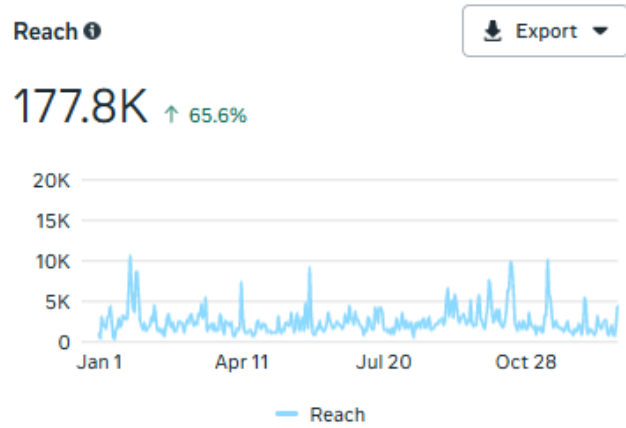 Reach
Export
177.8K ↑ 65.6%
20K
15K
10K
5K
0
Jan 1 Apr 11 Jul 20 Oct 28
Reach